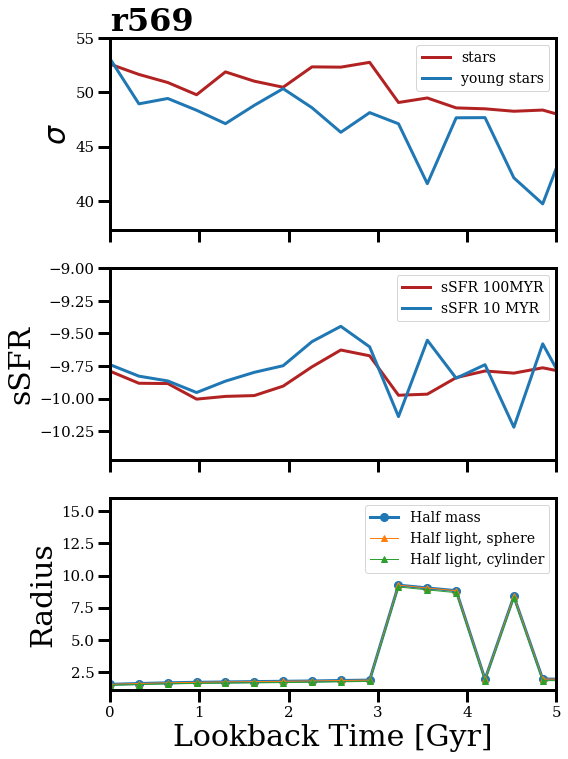 r569
55
50
45
40
σ
stars
young stars
−9.00
−9.25
−9.50
−9.75
−10.00
−10.25
sSFR
sSFR 100MYR
sSFR 10 MYR
15.0
12.5
10.0
7.5
5.0
2.5
Radius
Half mass
Half light, sphere
Half light, cylinder
0 1 2 3 4 5
Lookback Time [Gyr]